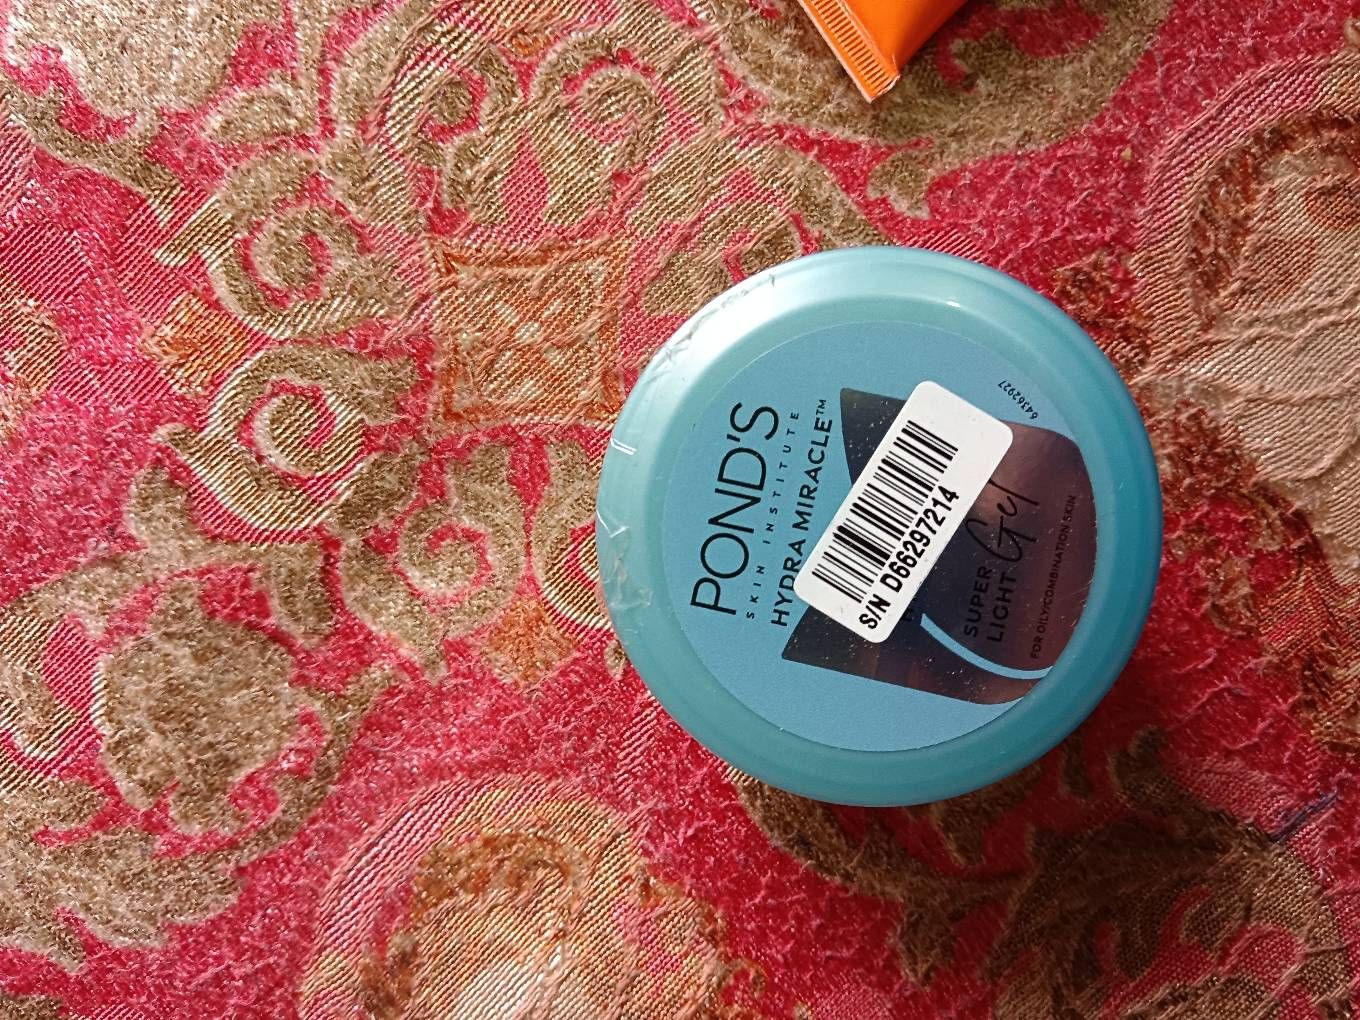 POND'S
SKIN INSTITUTE
HYDRA MIRACLE™
S/N D66297214
SUPER
LIGHT Gel
FOR OILY/COMBINATION SKIN
64362927